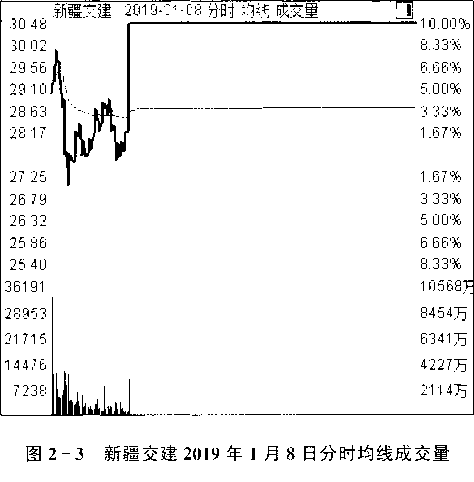 新疆交建 2019-01-08 分时 均线 成交量
30.48 10.00%
30.02 8.33%
29.56 6.66%
29.10 5.00%
28.63 3.33%
28.17 1.67%
27.25 1.67%
26.79 3.33%
26.32 5.00%
25.86 6.66%
25.40 8.33%
36191 10568万
28953 8454万
21715 6341万
14476 4227万
7238 2114万
图2-3 新疆交建2019年1月8日分时均线成交量